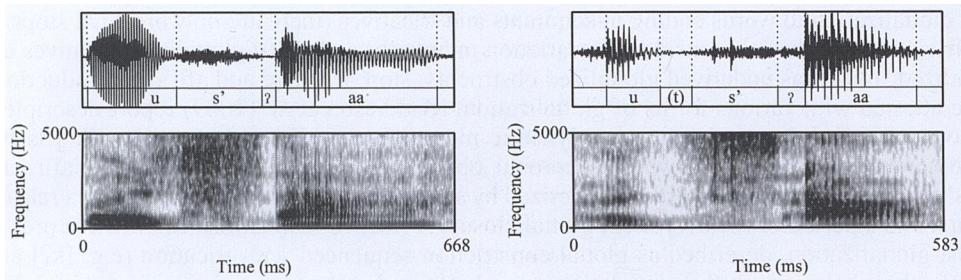 u s' ? aa
5000
Frequency (Hz)
0
0 668
Time (ms)
u (t) s' ? aa
5000
Frequency (Hz)
0
0 583
Time (ms)